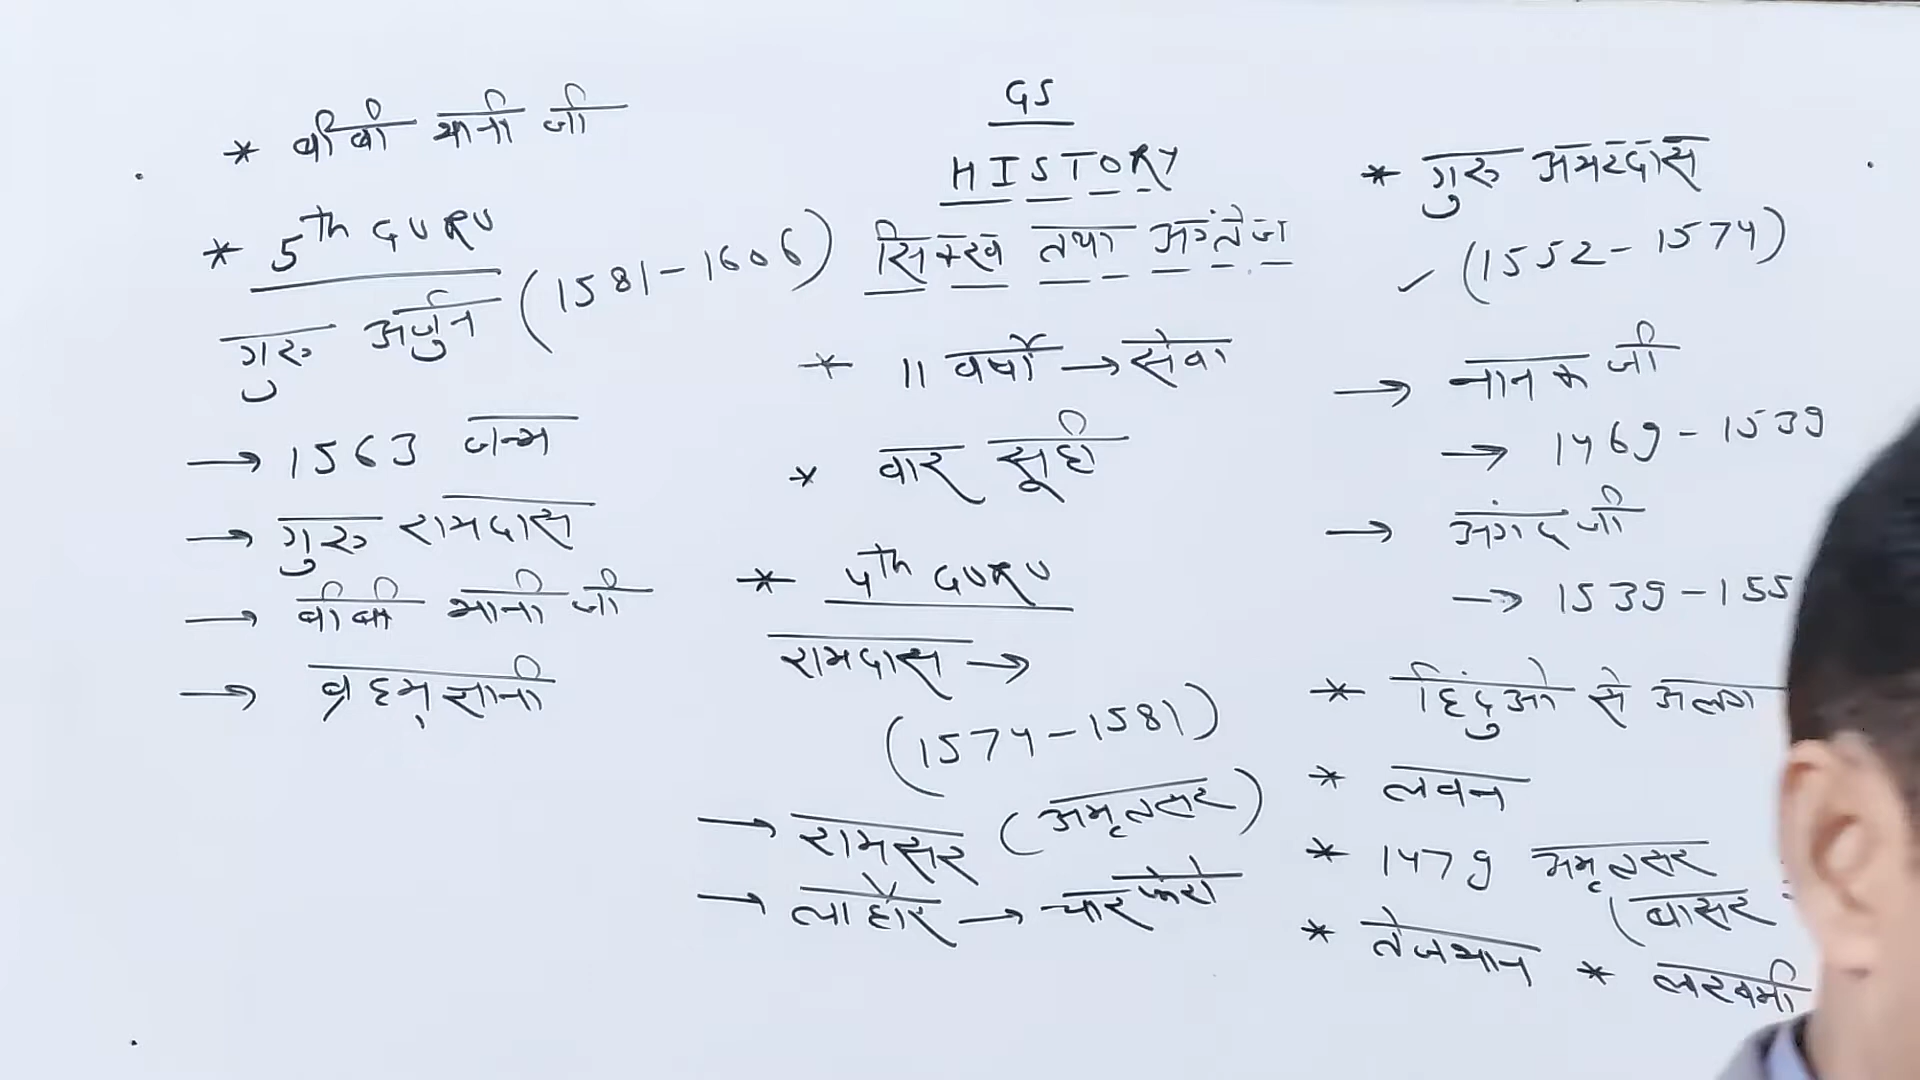 GS
HISTORY
सिक्ख तथा अंग्रेज
* बीबी भानी जी
* 5th GURU
गुरु अर्जुन (1581-1606)
→ 1563 जन्म
→ गुरु रामदास
→ बीबी भानी जी
→ ब्रह्म ज्ञानी
* 11 वर्षों → सेवा
* वार सूही
* 4th GURU
रामदास →
(1574-1581)
→ रामसर (अमृतसर)
→ लाहौर → चार फेरो
* गुरु अमरदास
(1552-1574)
→ नानक जी
→ 1469-1539
→ अंगद जी
→ 1539-155
* हिंदुओ से अलग
* लवन
* 1479 अमृतसर
(बासर
* तेजभान * लखमी